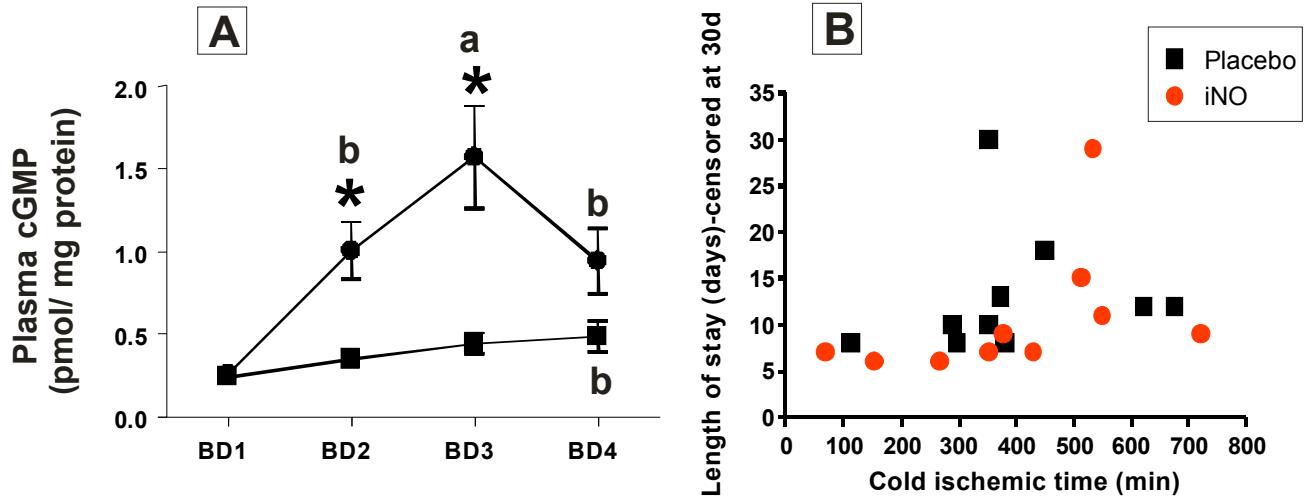 A
Plasma cGMP
(pmol/ mg protein)
2.0
1.5
1.0
0.5
0.0
b
*
a
*
b
b
BD1 BD2 BD3 BD4
B
Placebo
iNO
Length of stay (days)-censored at 30d
35
30
25
20
15
10
5
0
0 100 200 300 400 500 600 700 800
Cold ischemic time (min)